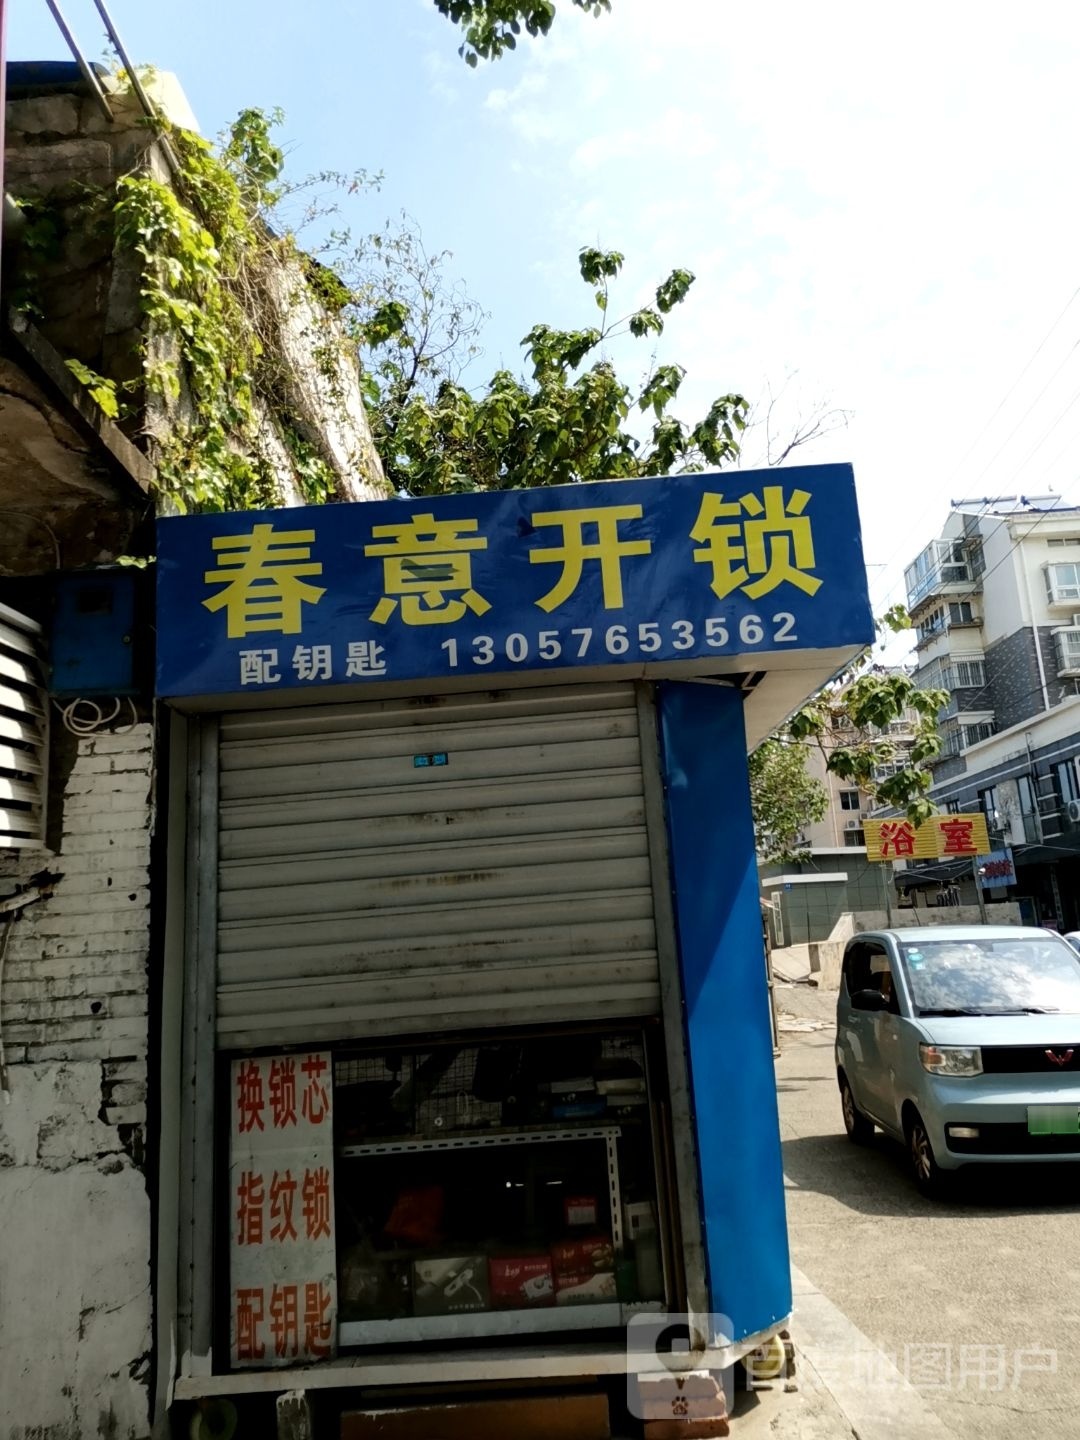 春意开锁
配钥匙 13057653562
浴室
换锁芯
指纹锁
配钥匙
百度地图用户